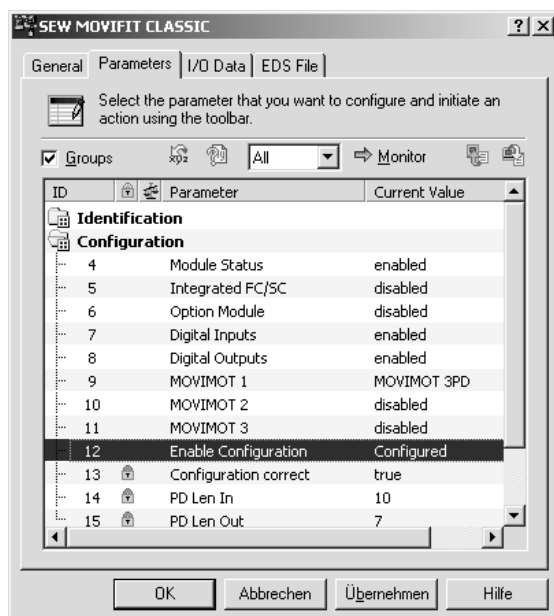 SEW MOVIFIT CLASSIC
General Parameters I/O Data EDS File
Select the parameter that you want to configure and initiate an
action using the toolbar.
Groups All Monitor
ID Parameter Current Value
Identification
Configuration
4 Module Status enabled
5 Integrated FC/SC disabled
6 Option Module disabled
7 Digital Inputs enabled
8 Digital Outputs enabled
9 MOVIMOT 1 MOVIMOT 3PD
10 MOVIMOT 2 disabled
11 MOVIMOT 3 disabled
12 Enable Configuration Configured
13 Configuration correct true
14 PD Len In 10
15 PD Len Out 7
OK Abbrechen Übernehmen Hilfe